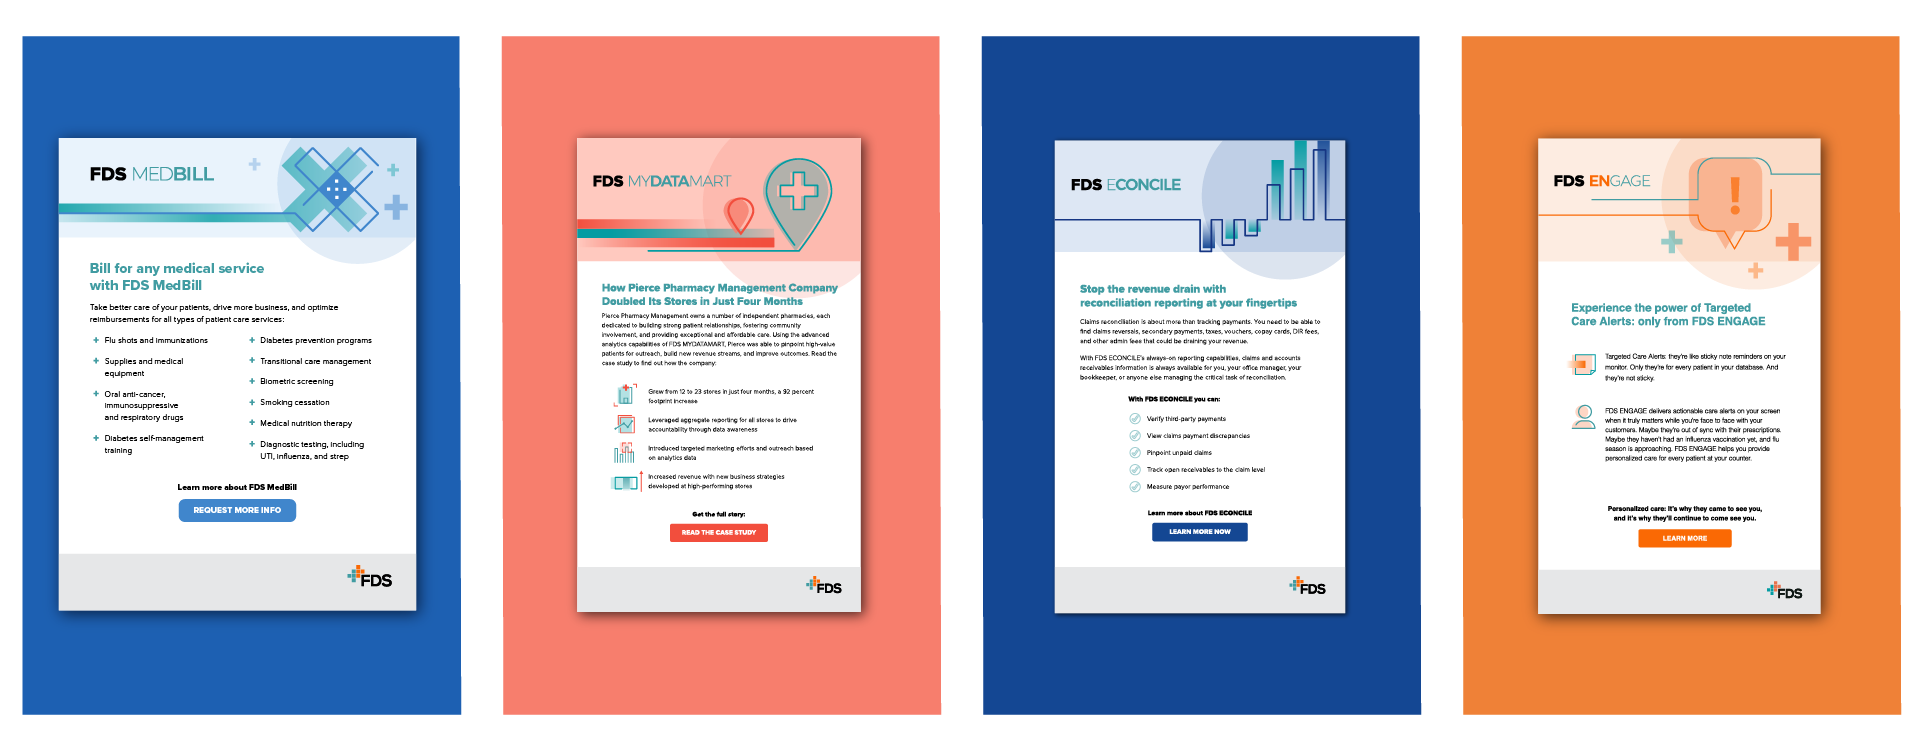 FDS MEDBILL
Bill for any medical service
with FDS MedBill
Take better care of your patients, drive more business, and optimize
reimbursements for all types of patient care services:
+ Flu shots and immunizations
+ Supplies and medical
equipment
+ Oral anti-cancer,
immunosuppressive
and respiratory drugs
+ Diabetes self-management
training
+ Diabetes prevention programs
+ Transitional care management
+ Biometric screening
+ Smoking cessation
+ Medical nutrition therapy
+ Diagnostic testing, including
UTI, influenza, and strep
Learn more about FDS MedBill
REQUEST MORE INFO
FDS
FDS MYDATAMART
How Pierce Pharmacy Management Company
Doubled Its Stores in Just Four Months
Pierce Pharmacy Management owns a number of independent pharmacies, each
dedicated to building strong patient relationships, fostering community
involvement, and providing exceptional and affordable care. Using the advanced
analytics capabilities of FDS MYDATAMART, Pierce was able to pinpoint high-value
patients for outreach, build new revenue streams, and improve outcomes. Read the
case study to find out how the company:
Grew from 12 to 23 stores in just four months, a 92 percent
footprint increase
Leveraged aggregate reporting for all stores to drive
accountability through data awareness
Introduced targeted marketing efforts and outreach based
on analytics data
Increased revenue with new business strategies
developed at high-performing stores
Get the full story:
READ THE CASE STUDY
FDS
FDS ECONCILE
Stop the revenue drain with
reconciliation reporting at your fingertips
Claims reconciliation is about more than tracking payments. You need to be able to
find claims reversals, secondary payments, taxes, vouchers, copay cards, DIR fees,
and other admin fees that could be draining your revenue.
With FDS ECONCILE's always-on reporting capabilities, claims and accounts
receivables information is always available for you, your office manager, your
bookkeeper, or anyone else managing the critical task of reconciliation.
With FDS ECONCILE you can:
Verify third-party payments
View claims payment discrepancies
Pinpoint unpaid claims
Track open receivables to the claim level
Measure payor performance
Learn more about FDS ECONCILE
LEARN MORE NOW
FDS
FDS ENGAGE
!
Experience the power of Targeted
Care Alerts: only from FDS ENGAGE
Targeted Care Alerts: they're like sticky note reminders on your
monitor. Only they're for every patient in your database. And
they're not sticky.
FDS ENGAGE delivers actionable care alerts on your screen
when it truly matters while you're face to face with your
customers. Maybe they're out of sync with their prescriptions.
Maybe they haven't had an influenza vaccination yet, and flu
season is approaching. FDS ENGAGE helps you provide
personalized care for every patient at your counter.
Personalized care: it's why they came to see you,
and it's why they'll continue to come see you.
LEARN MORE
FDS